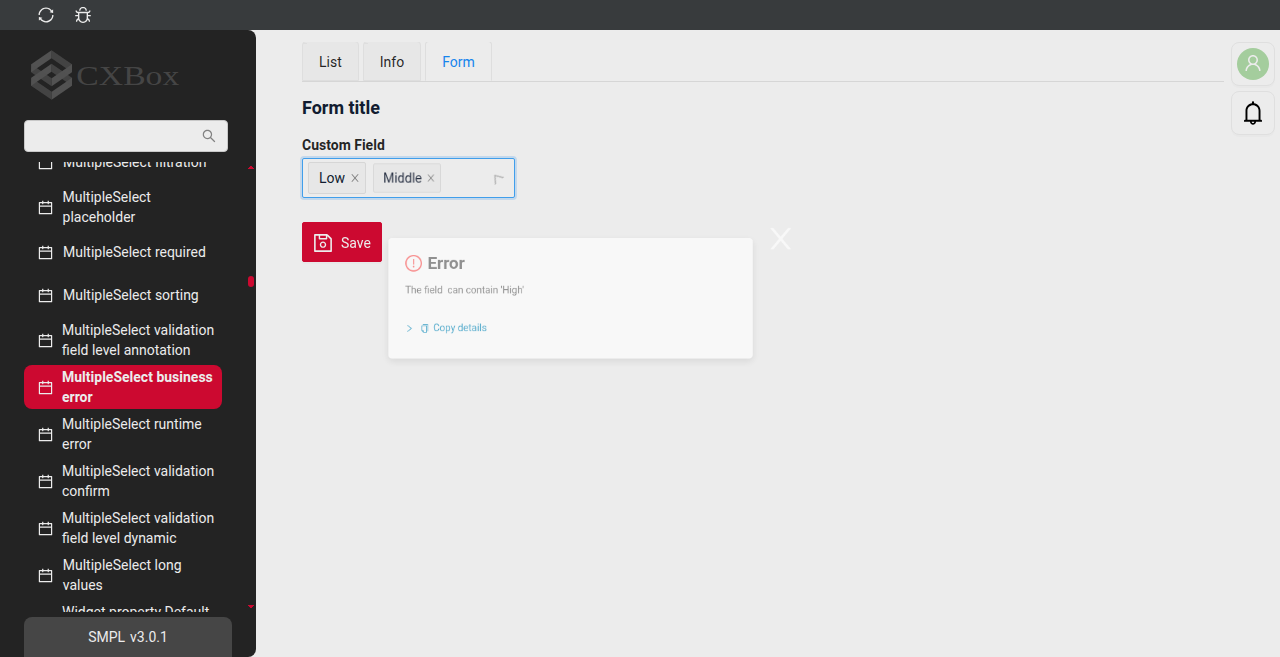 CXBox
MultipleSelect filtration
MultipleSelect
placeholder
MultipleSelect required
MultipleSelect sorting
MultipleSelect validation
field level annotation
MultipleSelect business
error
MultipleSelect runtime
error
MultipleSelect validation
confirm
MultipleSelect validation
field level dynamic
MultipleSelect long
values
Widget property Default
SMPL v3.0.1
List
Info
Form
Form title
Custom Field
Low
Middle
Save
Error
The field can contain 'High'
Copy details